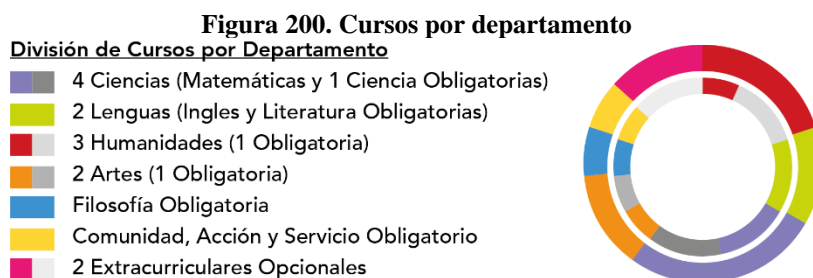 Figura 200. Cursos por departamento
División de Cursos por Departamento
4 Ciencias (Matemáticas y 1 Ciencia Obligatorias)
2 Lenguas (Ingles y Literatura Obligatorias)
3 Humanidades (1 Obligatoria)
2 Artes (1 Obligatoria)
Filosofía Obligatoria
Comunidad, Acción y Servicio Obligatorio
2 Extracurriculares Opcionales